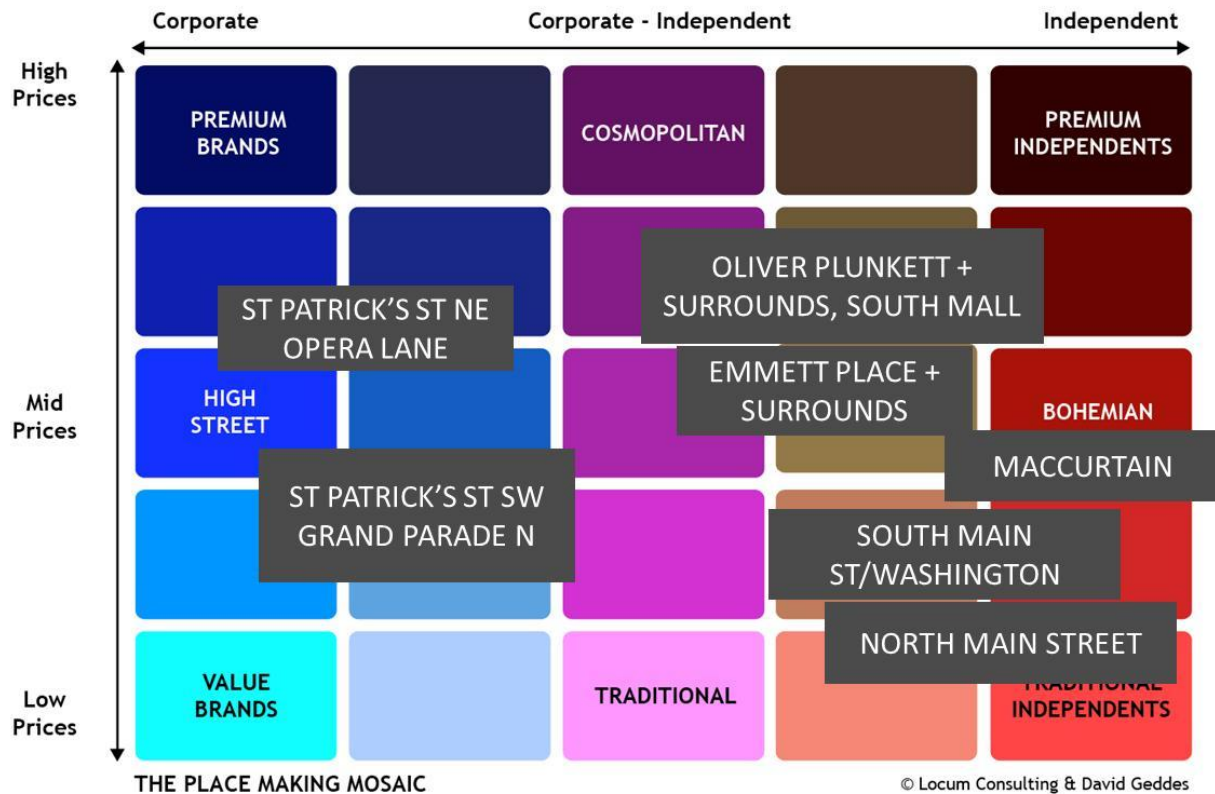 Corporate
Corporate - Independent
Independent
High
Prices
PREMIUM
BRANDS
COSMOPOLITAN
PREMIUM
INDEPENDENTS
OLIVER PLUNKETT +
SURROUNDS, SOUTH MALL
ST PATRICK’S ST NE
OPERA LANE
Mid
Prices
HIGH
STREET
EMMETT PLACE +
SURROUNDS
BOHEMIAN
MACCURTAIN
ST PATRICK’S ST SW
GRAND PARADE N
SOUTH MAIN
ST/WASHINGTON
NORTH MAIN STREET
Low
Prices
VALUE
BRANDS
TRADITIONAL
TRADITIONAL
INDEPENDENTS
THE PLACE MAKING MOSAIC
© Locum Consulting & David Geddes